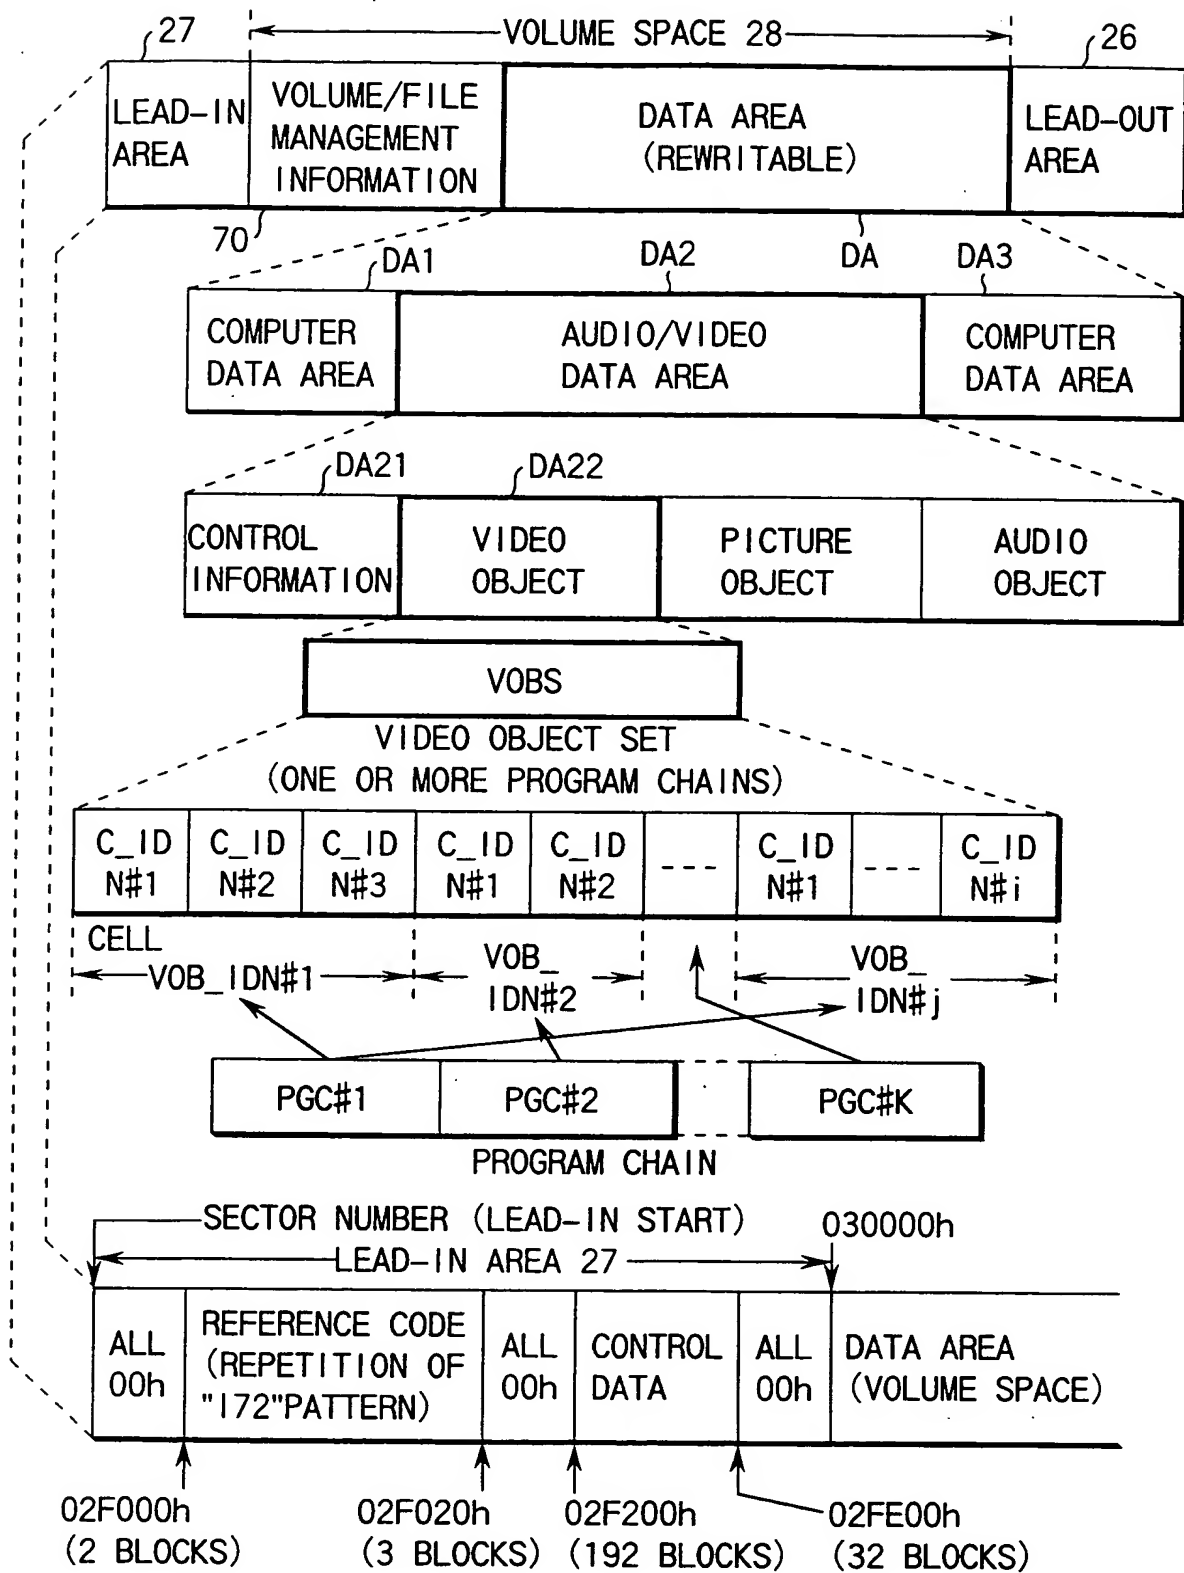 27
VOLUME SPACE 28
26
LEAD-IN
AREA
VOLUME/FILE
MANAGEMENT
INFORMATION
DATA AREA
(REWRITABLE)
LEAD-OUT
AREA
70
DA1
DA2
DA
DA3
COMPUTER
DATA AREA
AUDIO/VIDEO
DATA AREA
COMPUTER
DATA AREA
DA21
DA22
CONTROL
INFORMATION
VIDEO
OBJECT
PICTURE
OBJECT
AUDIO
OBJECT
VOBS
VIDEO OBJECT SET
(ONE OR MORE PROGRAM CHAINS)
C_ID
N#1
C_ID
N#2
C_ID
N#3
C_ID
N#1
C_ID
N#2
----
C_ID
N#1
----
C_ID
N#i
CELL
VOB_IDN#1
VOB_
IDN#2
VOB_
IDN#j
PGC#1
PGC#2
PGC#K
PROGRAM CHAIN
SECTOR NUMBER (LEAD-IN START)
030000h
LEAD-IN AREA 27
ALL
00h
REFERENCE CODE
(REPETITION OF
"172"PATTERN)
ALL
00h
CONTROL
DATA
ALL
00h
DATA AREA
(VOLUME SPACE)
02F000h
(2 BLOCKS)
02F020h
(3 BLOCKS)
02F200h
(192 BLOCKS)
02FE00h
(32 BLOCKS)